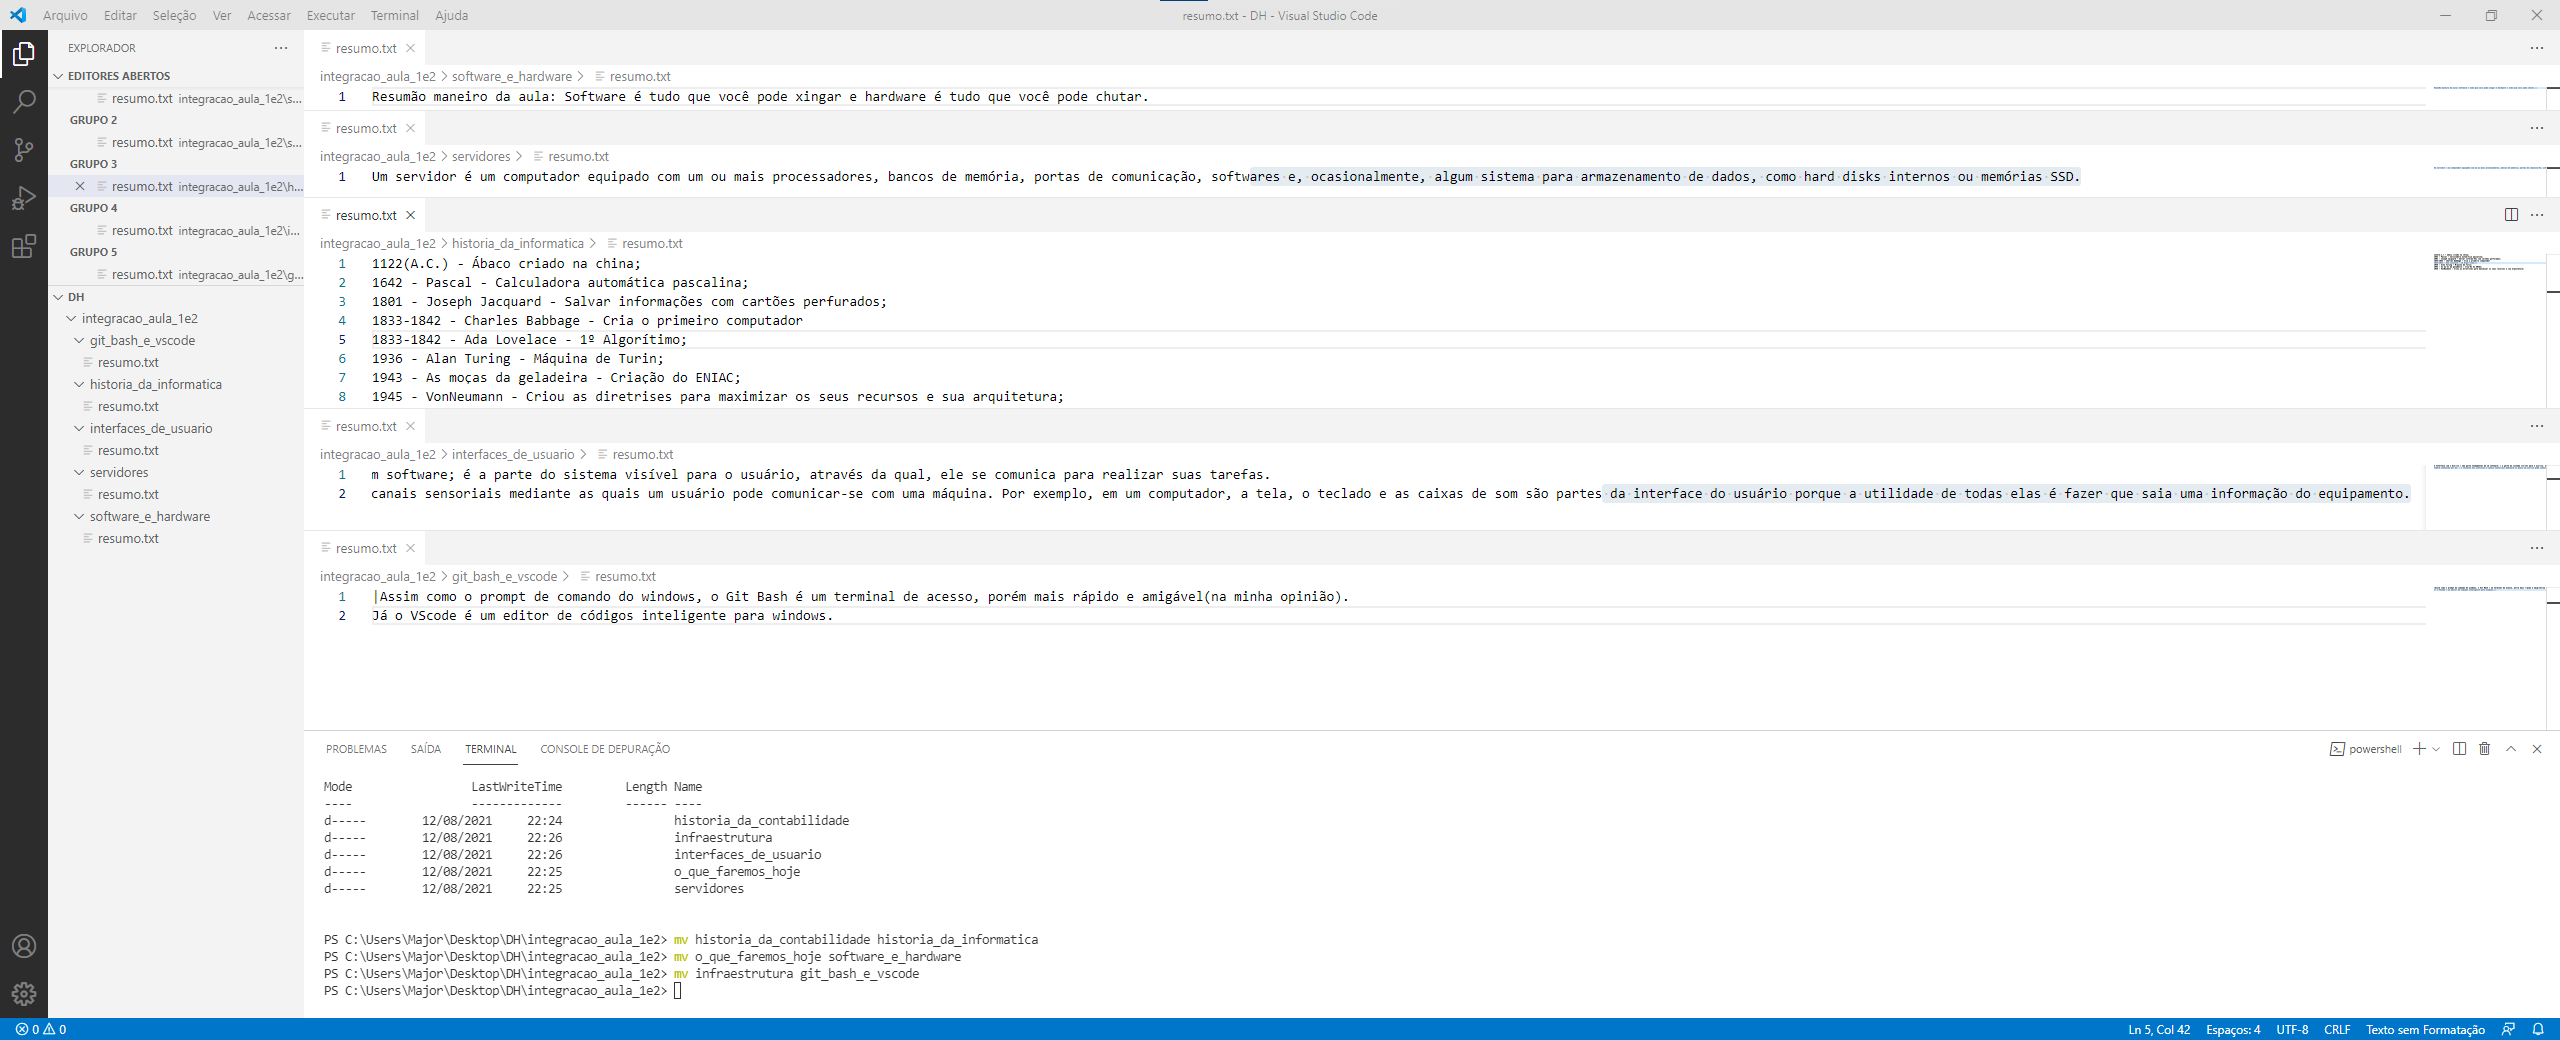 Arquivo Editar Seleção Ver Acessar Executar Terminal Ajuda
resumo.txt - DH - Visual Studio Code
EXPLORADOR
EDITORES ABERTOS
resumo.txt integracao_aula_1e2\s...
GRUPO 2
resumo.txt integracao_aula_1e2\s...
GRUPO 3
resumo.txt integracao_aula_1e2\h...
GRUPO 4
resumo.txt integracao_aula_1e2\i...
GRUPO 5
resumo.txt integracao_aula_1e2\g...
DH
integracao_aula_1e2
git_bash_e_vscode
resumo.txt
historia_da_informatica
resumo.txt
interfaces_de_usuario
resumo.txt
servidores
resumo.txt
software_e_hardware
resumo.txt
resumo.txt
integracao_aula_1e2 > software_e_hardware > resumo.txt
1 Resumão maneiro da aula: Software é tudo que você pode xingar e hardware é tudo que você pode chutar.
resumo.txt
integracao_aula_1e2 > servidores > resumo.txt
1 Um servidor é um computador equipado com um ou mais processadores, bancos de memória, portas de comunicação, softwares e, ocasionalmente, algum sistema para armazenamento de dados, como hard disks internos ou memórias SSD.
resumo.txt
integracao_aula_1e2 > historia_da_informatica > resumo.txt
1 1122(A.C.) - Ábaco criado na china;
2 1642 - Pascal - Calculadora automática pascalina;
3 1801 - Joseph Jacquard - Salvar informações com cartões perfurados;
4 1833-1842 - Charles Babbage - Cria o primeiro computador
5 1833-1842 - Ada Lovelace - 1º Algorítimo;
6 1936 - Alan Turing - Máquina de Turin;
7 1943 - As moças da geladeira - Criação do ENIAC;
8 1945 - VonNeumann - Criou as diretrises para maximizar os seus recursos e sua arquitetura;
resumo.txt
integracao_aula_1e2 > interfaces_de_usuario > resumo.txt
1 m software; é a parte do sistema visível para o usuário, através da qual, ele se comunica para realizar suas tarefas.
2 canais sensoriais mediante as quais um usuário pode comunicar-se com uma máquina. Por exemplo, em um computador, a tela, o teclado e as caixas de som são partes da interface do usuário porque a utilidade de todas elas é fazer que saia uma informação do equipamento.
resumo.txt
integracao_aula_1e2 > git_bash_e_vscode > resumo.txt
1 Assim como o prompt de comando do windows, o Git Bash é um terminal de acesso, porém mais rápido e amigável(na minha opinião).
2 Já o VScode é um editor de códigos inteligente para windows.
PROBLEMAS SAÍDA TERMINAL CONSOLE DE DEPURAÇÃO
powershell
Mode LastWriteTime Length Name
---- ------------- ------ ----
d----- 12/08/2021 22:24 historia_da_contabilidade
d----- 12/08/2021 22:26 infraestrutura
d----- 12/08/2021 22:26 interfaces_de_usuario
d----- 12/08/2021 22:25 o_que_faremos_hoje
d----- 12/08/2021 22:25 servidores
PS C:\Users\Major\Desktop\DH\integracao_aula_1e2> mv historia_da_contabilidade historia_da_informatica
PS C:\Users\Major\Desktop\DH\integracao_aula_1e2> mv o_que_faremos_hoje software_e_hardware
PS C:\Users\Major\Desktop\DH\integracao_aula_1e2> mv infraestrutura git_bash_e_vscode
PS C:\Users\Major\Desktop\DH\integracao_aula_1e2>
0 0
Ln 5, Col 42 Espaços: 4 UTF-8 CRLF Texto sem Formatação